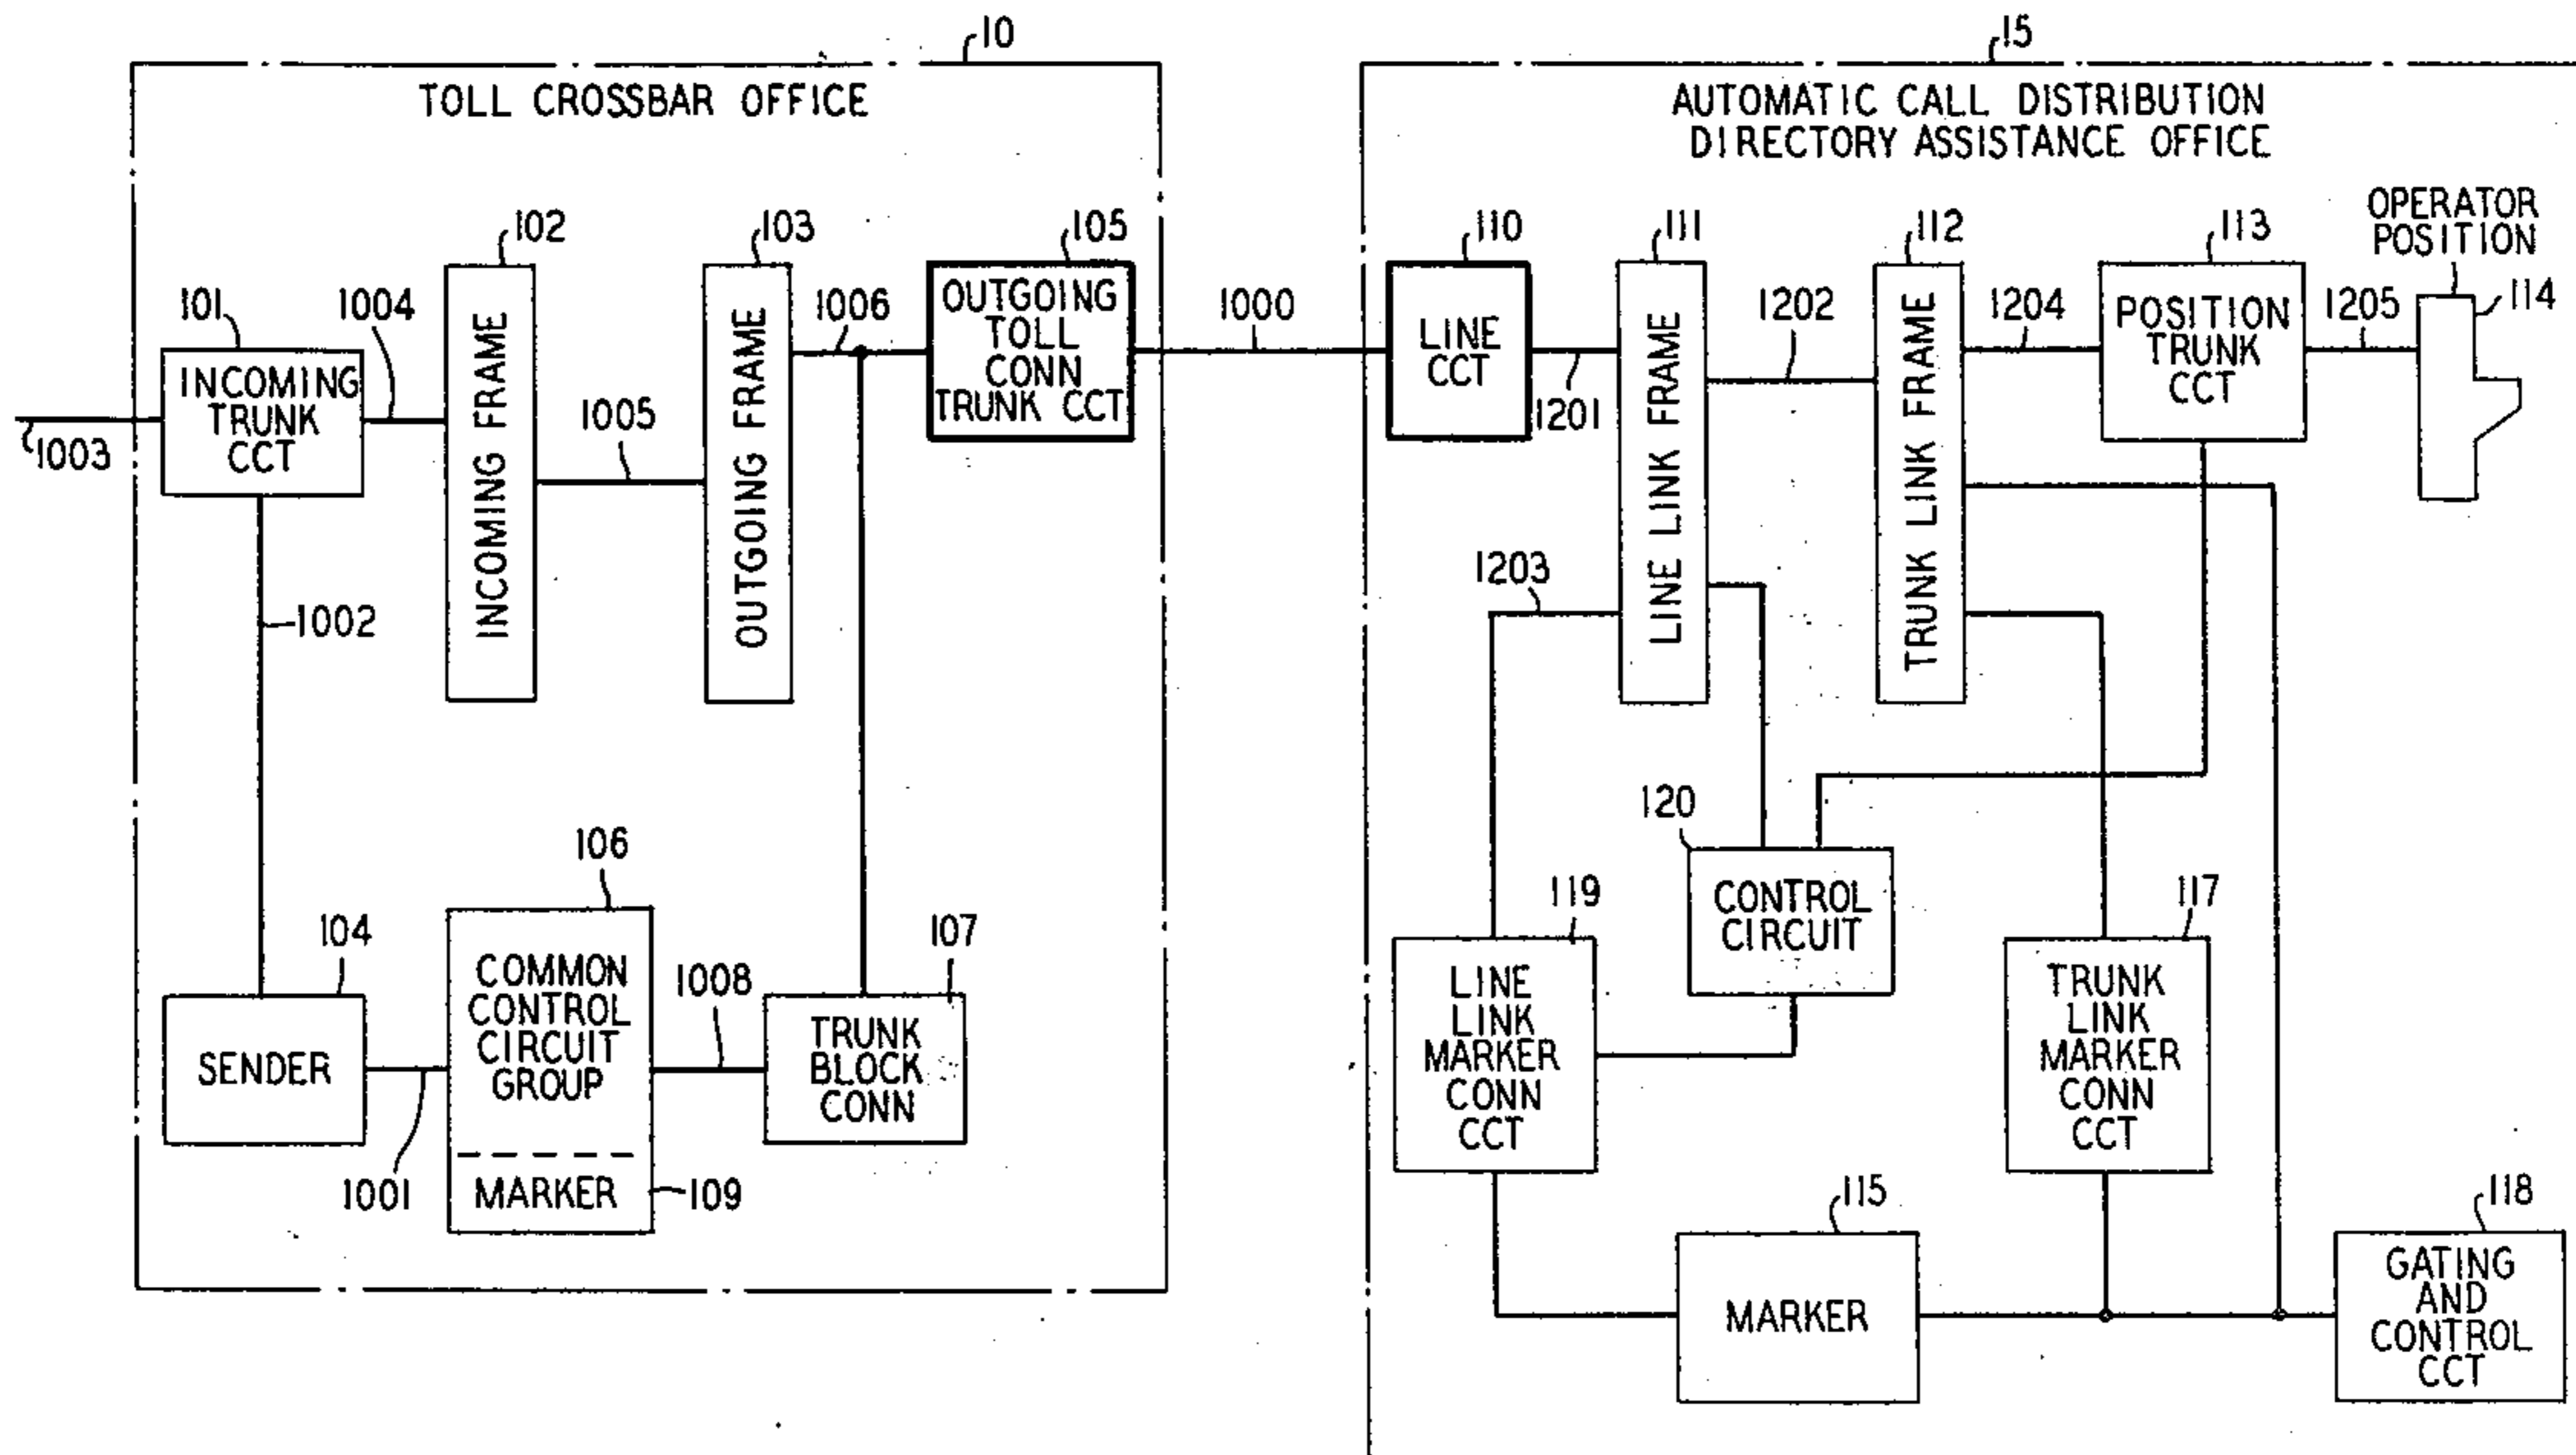 10
15
TOLL CROSSBAR OFFICE
AUTOMATIC CALL DISTRIBUTION
DIRECTORY ASSISTANCE OFFICE
OPERATOR
POSITION
101
1004
102
1005
103
1006
105
1000
110
1201
111
1202
112
1204
113
1205
114
1003
INCOMING
TRUNK
CCT
INCOMING FRAME
OUTGOING FRAME
OUTGOING
TOLL
CONN
TRUNK CCT
LINE
CCT
LINE LINK FRAME
TRUNK LINK FRAME
POSITION
TRUNK
CCT
1002
1203
104
SENDER
1001
106
COMMON
CONTROL
CIRCUIT
GROUP
MARKER
109
1008
107
TRUNK
BLOCK
CONN
119
LINE
LINK
MARKER
CONN
CCT
120
CONTROL
CIRCUIT
117
TRUNK
LINK
MARKER
CONN
CCT
115
MARKER
118
GATING
AND
CONTROL
CCT